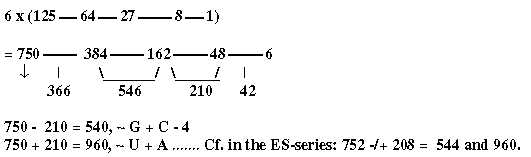 6 x (125 — 64 — 27 — 8 — 1)
= 750 — 384 — 162 — 48 — 6
↓ | \ / \ / |
366 546 210 42
750 - 210 = 540, ~ G + C - 4
750 + 210 = 960, ~ U + A ....... Cf. in the ES-series: 752 -/+ 208 = 544 and 960.